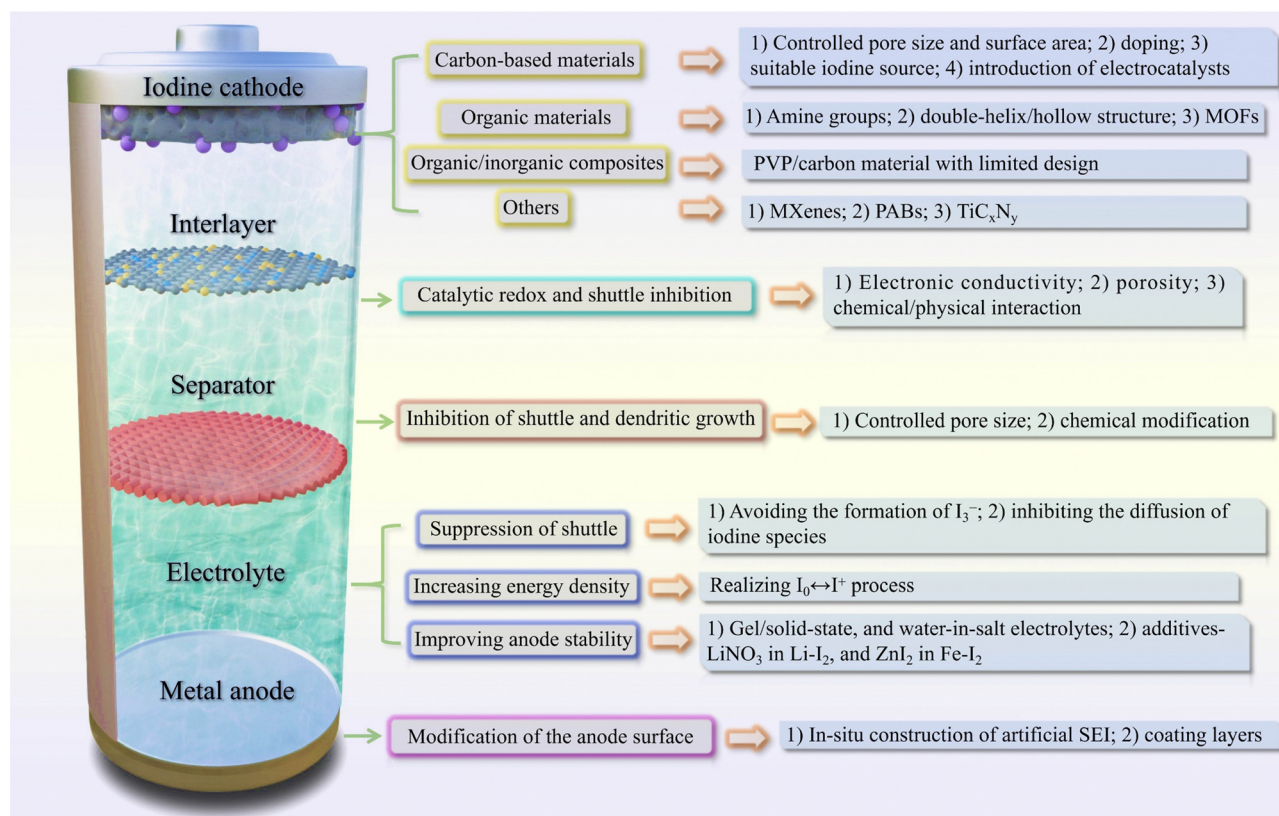 Iodine cathode
Carbon-based materials
1) Controlled pore size and surface area; 2) doping; 3)
suitable iodine source; 4) introduction of electrocatalysts
Organic materials
1) Amine groups; 2) double-helix/hollow structure; 3) MOFs
Organic/inorganic composites
PVP/carbon material with limited design
Others
1) MXenes; 2) PABs; 3) TiCₓNᵧ
Interlayer
Catalytic redox and shuttle inhibition
1) Electronic conductivity; 2) porosity; 3)
chemical/physical interaction
Separator
Inhibition of shuttle and dendritic growth
1) Controlled pore size; 2) chemical modification
Electrolyte
Suppression of shuttle
1) Avoiding the formation of I₃⁻; 2) inhibiting the diffusion of
iodine species
Increasing energy density
Realizing I₀↔I⁺ process
Improving anode stability
1) Gel/solid-state, and water-in-salt electrolytes; 2) additives-
LiNO₃ in Li-I₂, and ZnI₂ in Fe-I₂
Metal anode
Modification of the anode surface
1) In-situ construction of artificial SEI; 2) coating layers